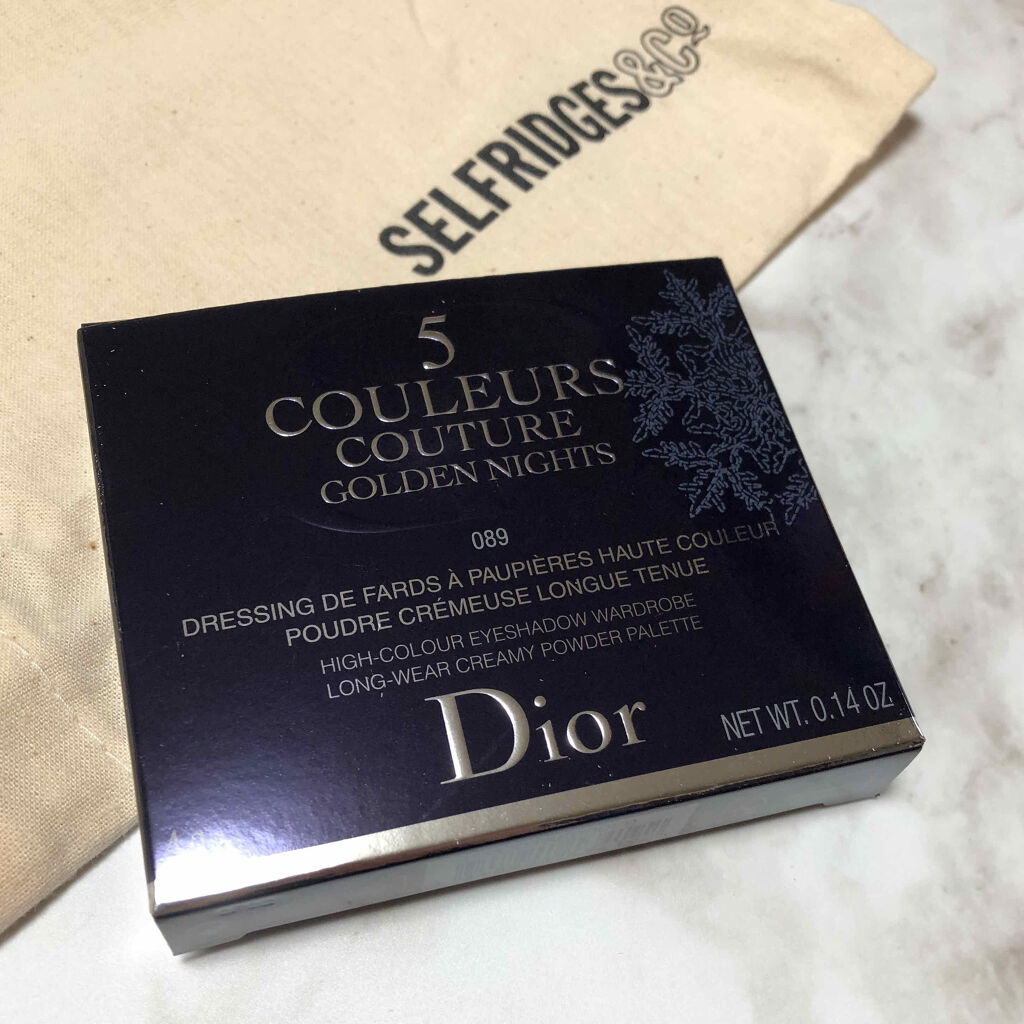 SELFRIDGES&Cº
5
COULEURS
COUTURE
GOLDEN NIGHTS
089
DRESSING DE FARDS À PAUPIÈRES HAUTE COULEUR
POUDRE CRÉMEUSE LONGUE TENUE
HIGH-COLOUR EYESHADOW WARDROBE
LONG-WEAR CREAMY POWDER PALETTE
Dior
NET WT. 0.14 OZ